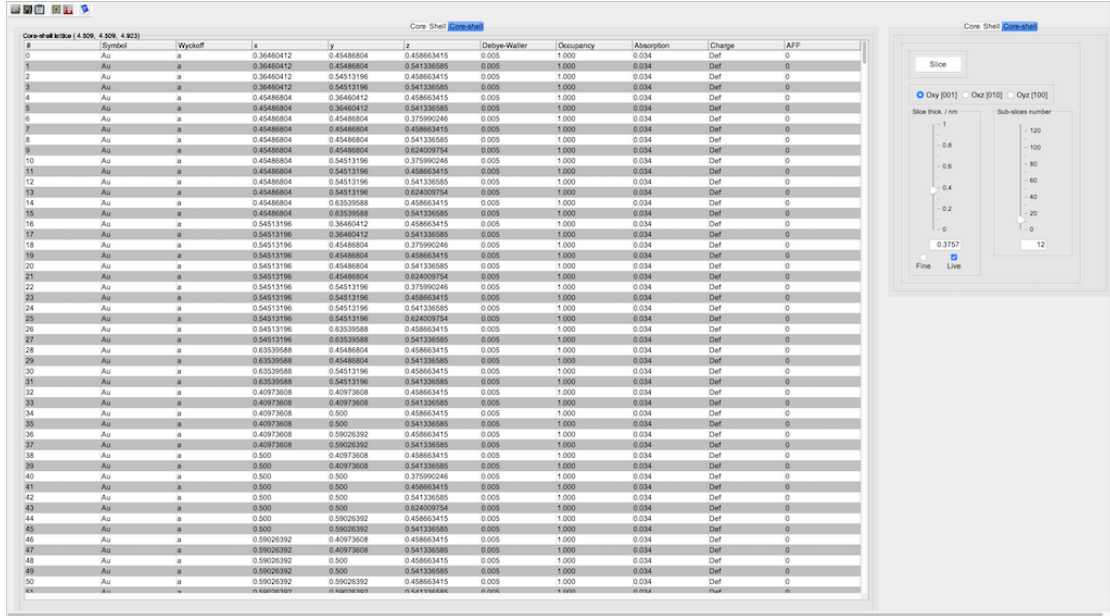 Core Shell Core-shell
Core-shell lattice ( 4.509, 4.509, 4.923)
# Symbol Wyckoff x y z Debye-Waller Occupancy Absorption Charge AFF
0 Au a 0.36460412 0.45486804 0.458663415 0.005 1.000 0.034 Def 0
1 Au a 0.36460412 0.45486804 0.541336585 0.005 1.000 0.034 Def 0
2 Au a 0.36460412 0.54513196 0.458663415 0.005 1.000 0.034 Def 0
3 Au a 0.36460412 0.54513196 0.541336585 0.005 1.000 0.034 Def 0
4 Au a 0.45486804 0.36460412 0.458663415 0.005 1.000 0.034 Def 0
5 Au a 0.45486804 0.36460412 0.541336585 0.005 1.000 0.034 Def 0
6 Au a 0.45486804 0.45486804 0.375990246 0.005 1.000 0.034 Def 0
7 Au a 0.45486804 0.45486804 0.458663415 0.005 1.000 0.034 Def 0
8 Au a 0.45486804 0.45486804 0.541336585 0.005 1.000 0.034 Def 0
9 Au a 0.45486804 0.45486804 0.624009754 0.005 1.000 0.034 Def 0
10 Au a 0.45486804 0.54513196 0.375990246 0.005 1.000 0.034 Def 0
11 Au a 0.45486804 0.54513196 0.458663415 0.005 1.000 0.034 Def 0
12 Au a 0.45486804 0.54513196 0.541336585 0.005 1.000 0.034 Def 0
13 Au a 0.45486804 0.54513196 0.624009754 0.005 1.000 0.034 Def 0
14 Au a 0.45486804 0.63539588 0.458663415 0.005 1.000 0.034 Def 0
15 Au a 0.45486804 0.63539588 0.541336585 0.005 1.000 0.034 Def 0
16 Au a 0.54513196 0.36460412 0.458663415 0.005 1.000 0.034 Def 0
17 Au a 0.54513196 0.36460412 0.541336585 0.005 1.000 0.034 Def 0
18 Au a 0.54513196 0.45486804 0.375990246 0.005 1.000 0.034 Def 0
19 Au a 0.54513196 0.45486804 0.458663415 0.005 1.000 0.034 Def 0
20 Au a 0.54513196 0.45486804 0.541336585 0.005 1.000 0.034 Def 0
21 Au a 0.54513196 0.45486804 0.624009754 0.005 1.000 0.034 Def 0
22 Au a 0.54513196 0.54513196 0.375990246 0.005 1.000 0.034 Def 0
23 Au a 0.54513196 0.54513196 0.458663415 0.005 1.000 0.034 Def 0
24 Au a 0.54513196 0.54513196 0.541336585 0.005 1.000 0.034 Def 0
25 Au a 0.54513196 0.54513196 0.624009754 0.005 1.000 0.034 Def 0
26 Au a 0.54513196 0.63539588 0.458663415 0.005 1.000 0.034 Def 0
27 Au a 0.54513196 0.63539588 0.541336585 0.005 1.000 0.034 Def 0
28 Au a 0.63539588 0.45486804 0.458663415 0.005 1.000 0.034 Def 0
29 Au a 0.63539588 0.45486804 0.541336585 0.005 1.000 0.034 Def 0
30 Au a 0.63539588 0.54513196 0.458663415 0.005 1.000 0.034 Def 0
31 Au a 0.63539588 0.54513196 0.541336585 0.005 1.000 0.034 Def 0
32 Au a 0.40973608 0.40973608 0.458663415 0.005 1.000 0.034 Def 0
33 Au a 0.40973608 0.40973608 0.541336585 0.005 1.000 0.034 Def 0
34 Au a 0.40973608 0.500 0.458663415 0.005 1.000 0.034 Def 0
35 Au a 0.40973608 0.500 0.541336585 0.005 1.000 0.034 Def 0
36 Au a 0.40973608 0.59026392 0.458663415 0.005 1.000 0.034 Def 0
37 Au a 0.40973608 0.59026392 0.541336585 0.005 1.000 0.034 Def 0
38 Au a 0.500 0.40973608 0.458663415 0.005 1.000 0.034 Def 0
39 Au a 0.500 0.40973608 0.541336585 0.005 1.000 0.034 Def 0
40 Au a 0.500 0.500 0.375990246 0.005 1.000 0.034 Def 0
41 Au a 0.500 0.500 0.458663415 0.005 1.000 0.034 Def 0
42 Au a 0.500 0.500 0.541336585 0.005 1.000 0.034 Def 0
43 Au a 0.500 0.500 0.624009754 0.005 1.000 0.034 Def 0
44 Au a 0.500 0.59026392 0.458663415 0.005 1.000 0.034 Def 0
45 Au a 0.500 0.59026392 0.541336585 0.005 1.000 0.034 Def 0
46 Au a 0.59026392 0.40973608 0.458663415 0.005 1.000 0.034 Def 0
47 Au a 0.59026392 0.40973608 0.541336585 0.005 1.000 0.034 Def 0
48 Au a 0.59026392 0.500 0.458663415 0.005 1.000 0.034 Def 0
49 Au a 0.59026392 0.500 0.541336585 0.005 1.000 0.034 Def 0
50 Au a 0.59026392 0.59026392 0.458663415 0.005 1.000 0.034 Def 0
51 Au a 0.59026392 0.59026392 0.541336585 0.005 1.000 0.034 Def 0
Core Shell Core-shell
Slice
Oxy [001] Oxz [010] Oyz [100]
Slice thick. / nm
1
0.8
0.6
0.4
0.2
0
0.3757
Fine Live
Sub-slices number
120
100
80
60
40
20
0
12